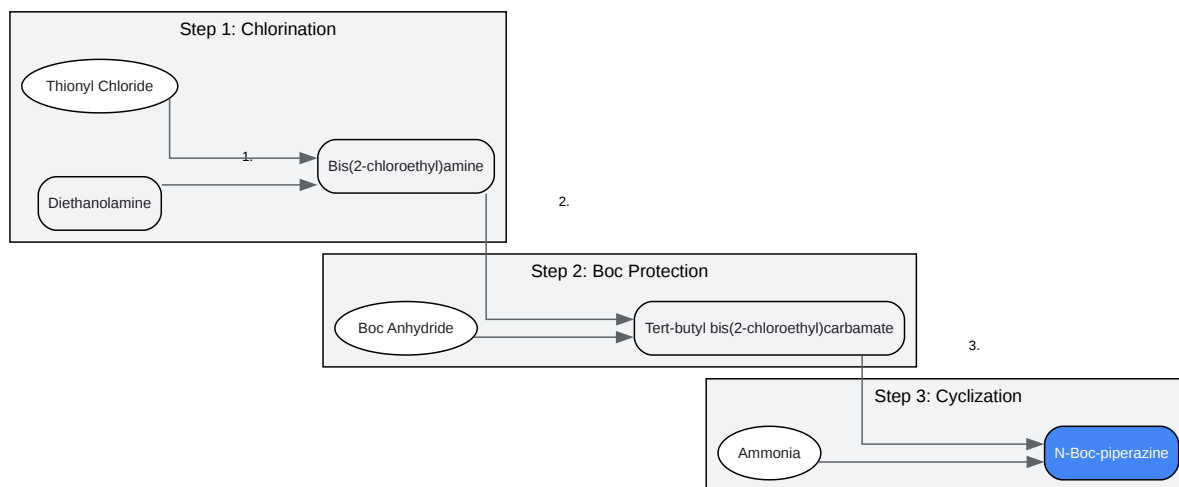 Step 1: Chlorination
Thionyl Chloride
1.
Bis(2-chloroethyl)amine
Diethanolamine
2.
Step 2: Boc Protection
Boc Anhydride
Tert-butyl bis(2-chloroethyl)carbamate
3.
Step 3: Cyclization
Ammonia
N-Boc-piperazine